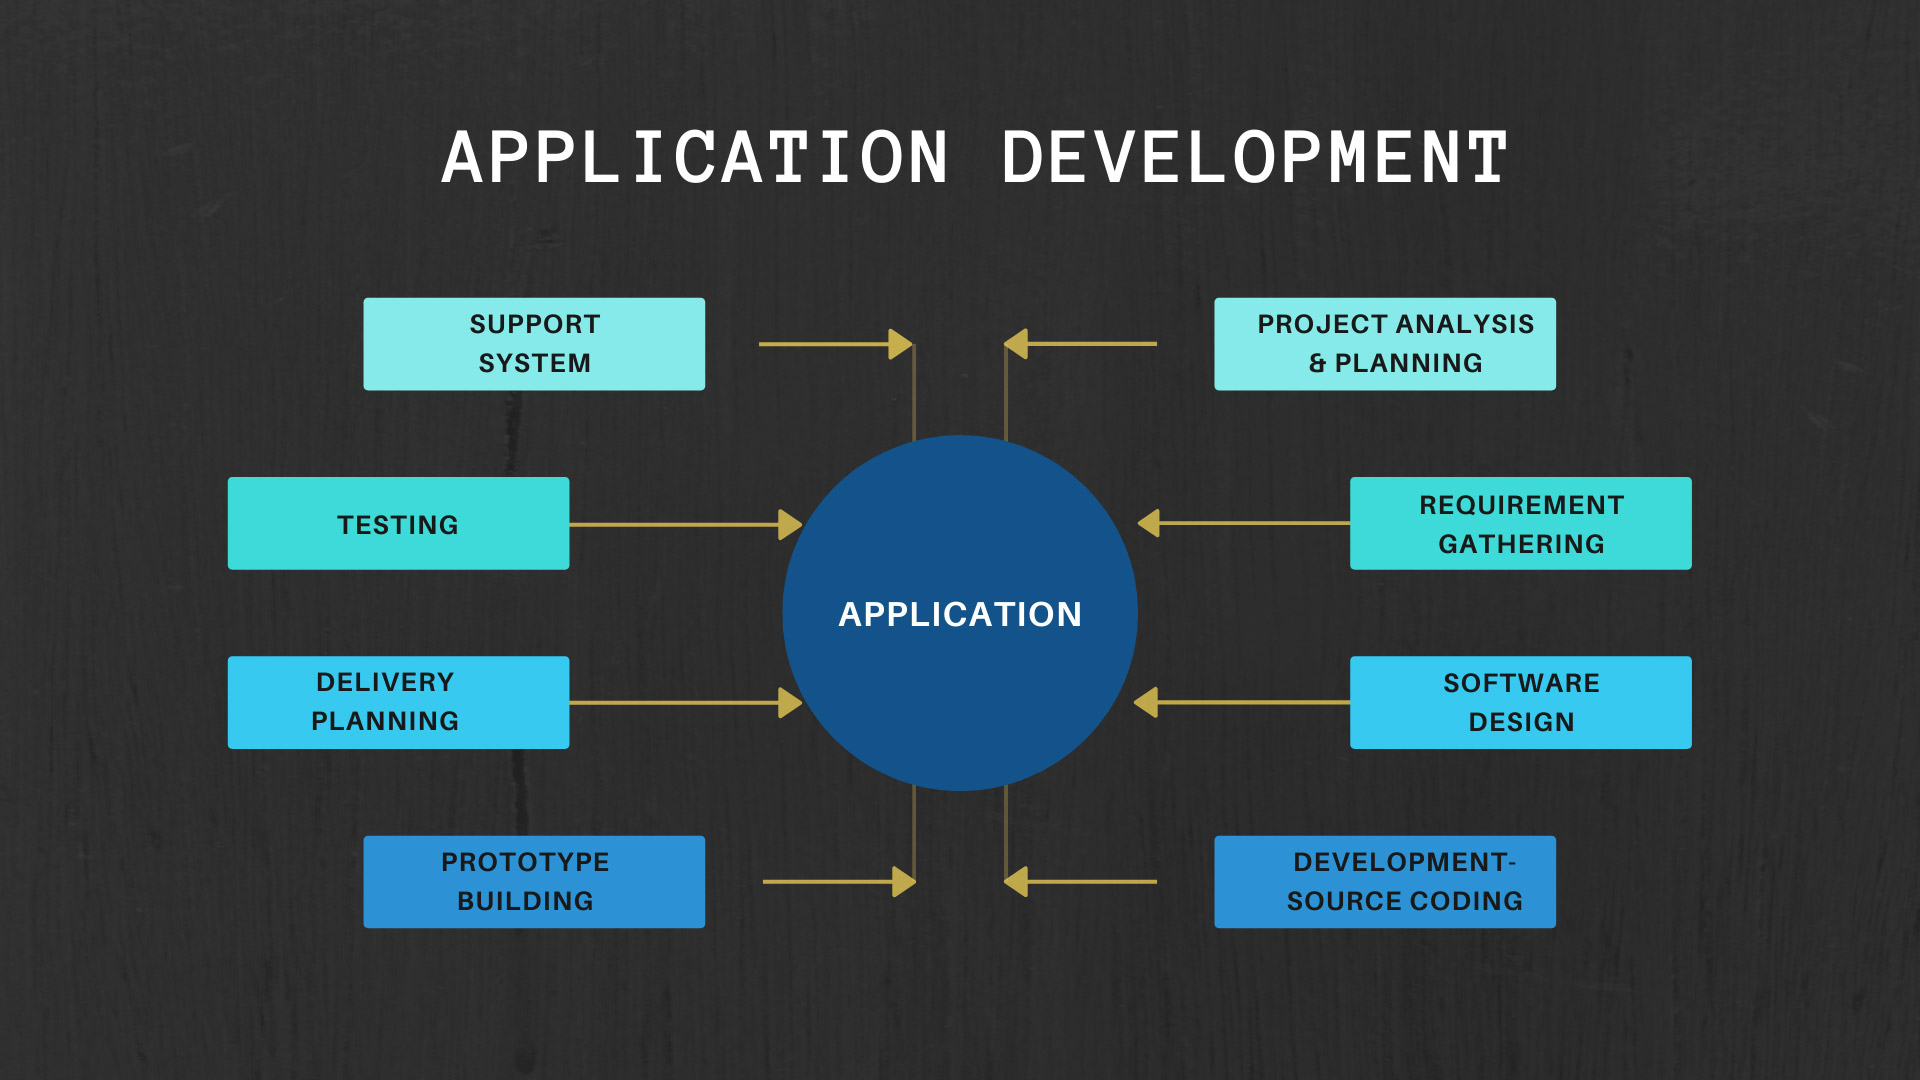 APPLICATION DEVELOPMENT
SUPPORT
SYSTEM
PROJECT ANALYSIS
& PLANNING
TESTING
REQUIREMENT
GATHERING
APPLICATION
DELIVERY
PLANNING
SOFTWARE
DESIGN
PROTOTYPE
BUILDING
DEVELOPMENT-
SOURCE CODING